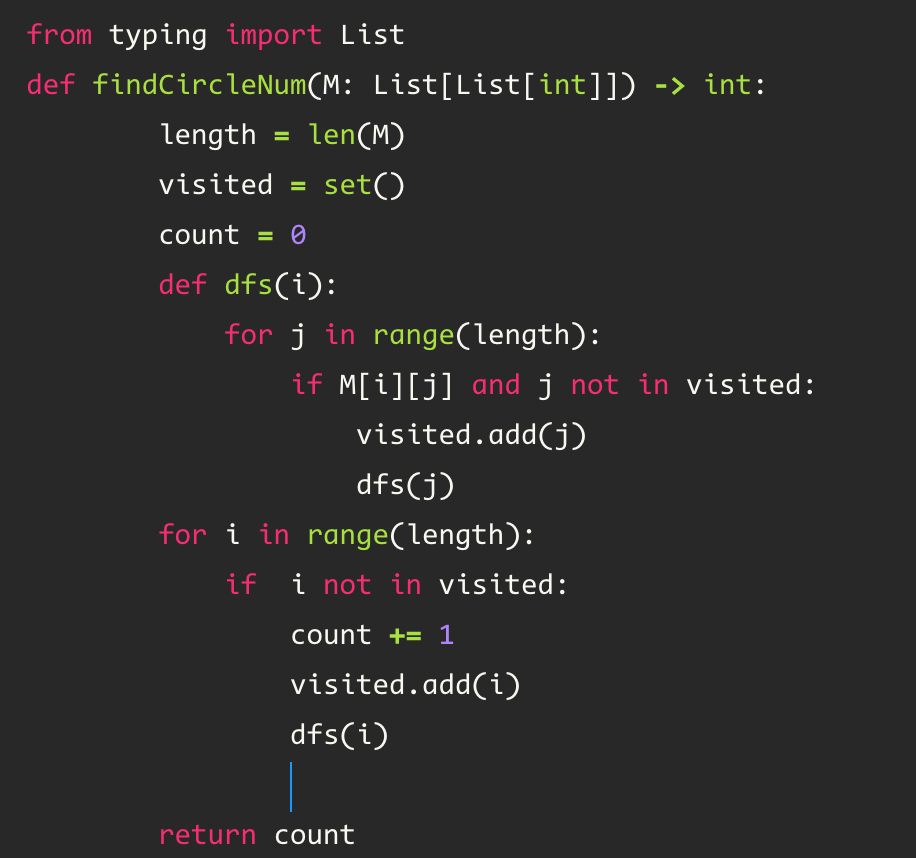 from typing import List
def findCircleNum(M: List[List[int]]) -> int:
        length = len(M)
        visited = set()
        count = 0
        def dfs(i):
            for j in range(length):
                if M[i][j] and j not in visited:
                    visited.add(j)
                    dfs(j)
        for i in range(length):
            if  i not in visited:
                count += 1
                visited.add(i)
                dfs(i)
        return count